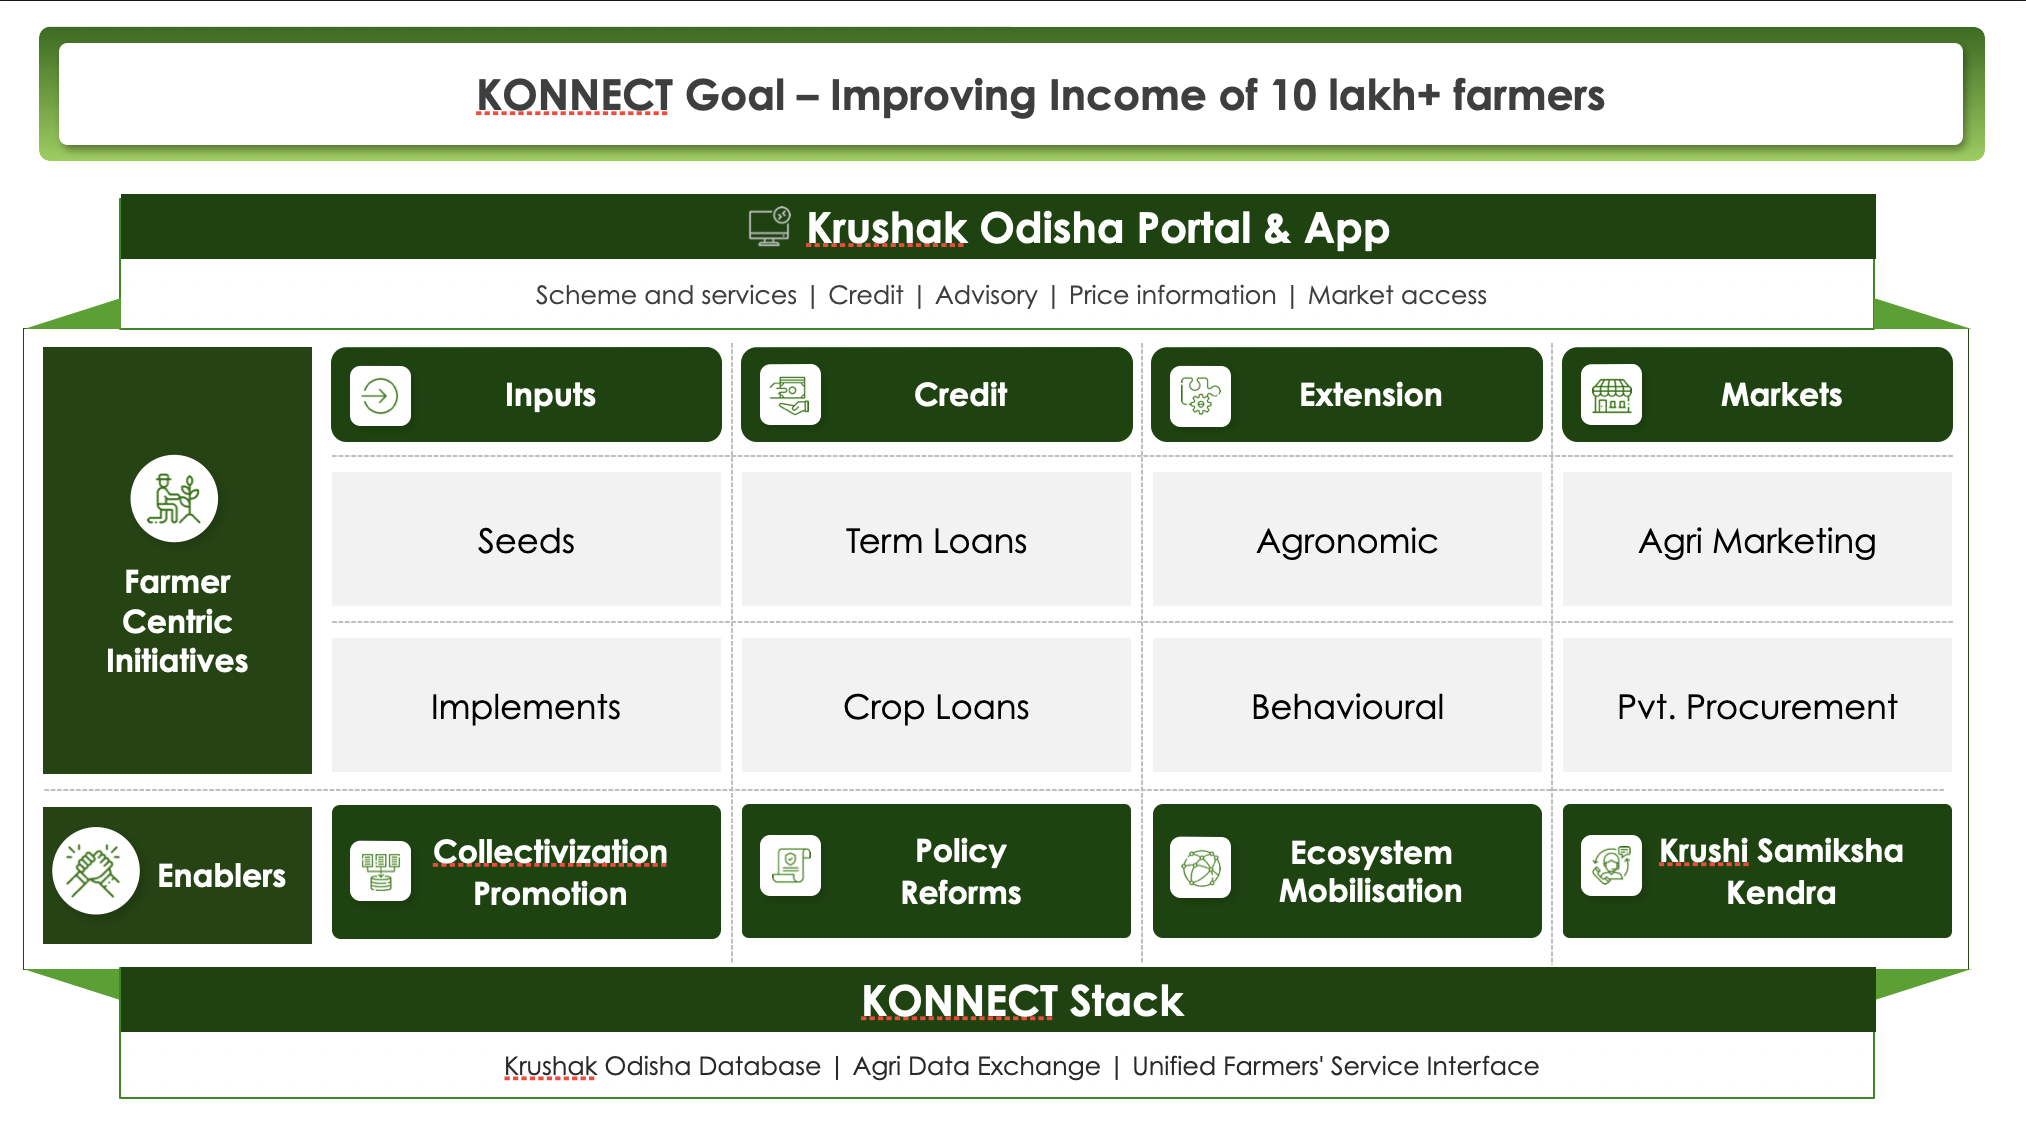 KONNECT Goal – Improving Income of 10 lakh+ farmers
Krushak Odisha Portal & App
Scheme and services | Credit | Advisory | Price information | Market access
Farmer
Centric
Initiatives
Inputs
Credit
Extension
Markets
Seeds
Term Loans
Agronomic
Agri Marketing
Implements
Crop Loans
Behavioural
Pvt. Procurement
Enablers
Collectivization
Promotion
Policy
Reforms
Ecosystem
Mobilisation
Krushi Samiksha
Kendra
KONNECT Stack
Krushak Odisha Database | Agri Data Exchange | Unified Farmers' Service Interface